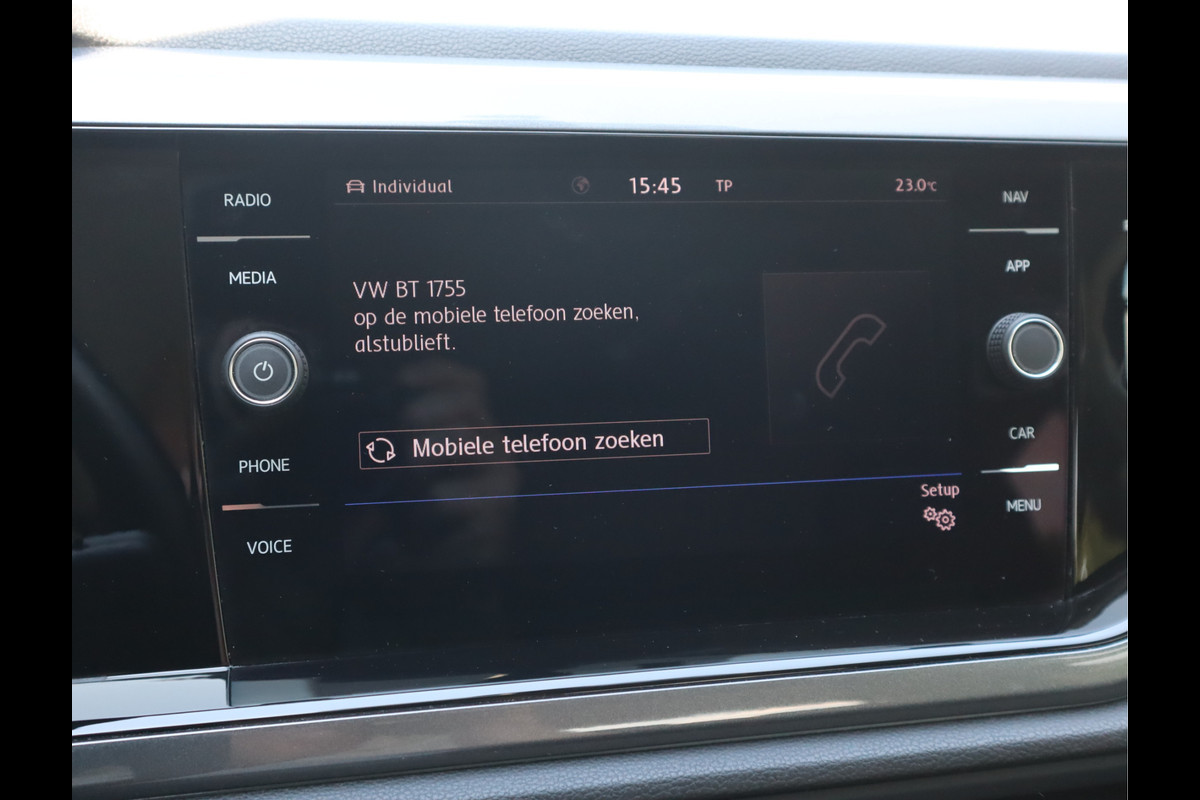 RADIO
MEDIA
PHONE
VOICE
Individual 15:45 TP 23.0°C
VW BT 1755
op de mobiele telefoon zoeken,
alstublieft.
Mobiele telefoon zoeken
Setup
NAV
APP
CAR
MENU